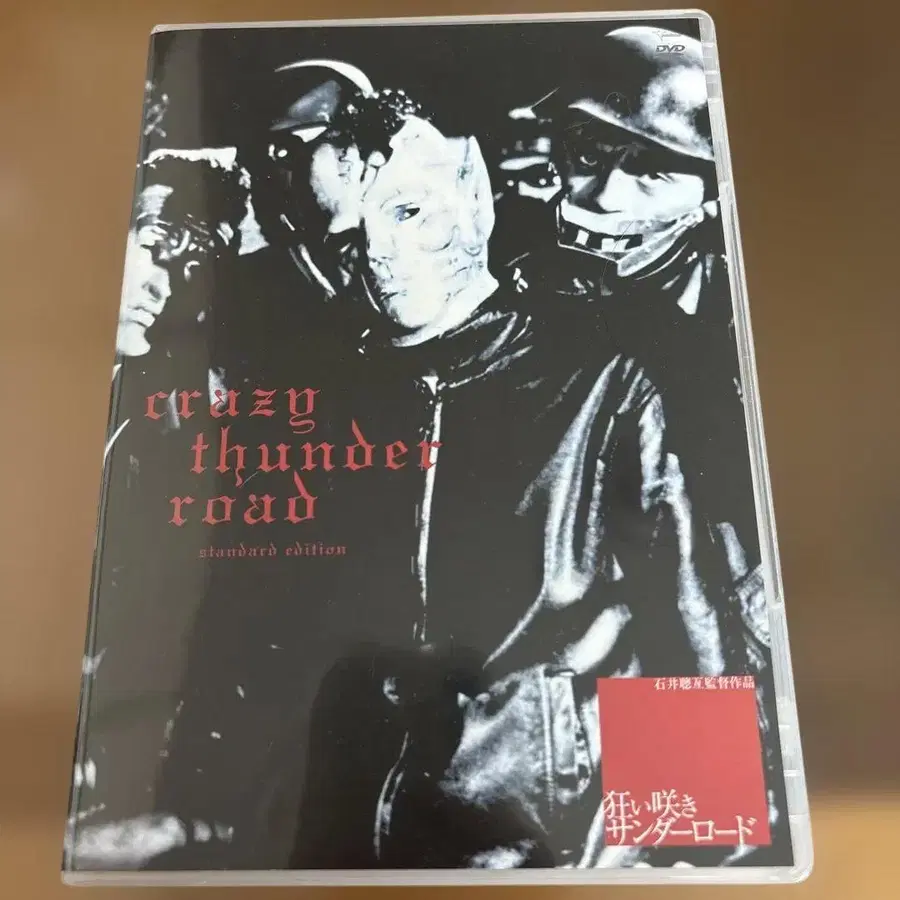 DVD
crazy
thunder
road
standard edition
石井聰亙監督作品
狂い咲き
サンダーロード